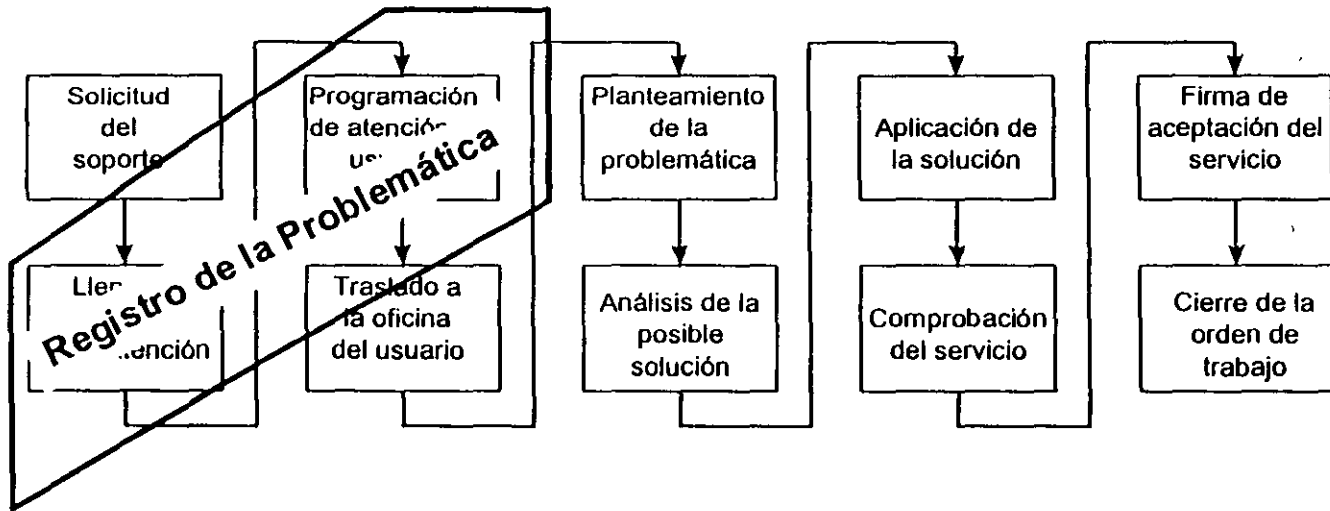 Solicitud
del
soporte
Programación
de atención
Planteamiento
de la
problemática
Aplicación de
la solución
Firma de
aceptación del
servicio
Registro de la Problemática
Traslado a
la oficina
del usuario
Análisis de la
posible
solución
Comprobación
del servicio
Cierre de la
orden de
trabajo